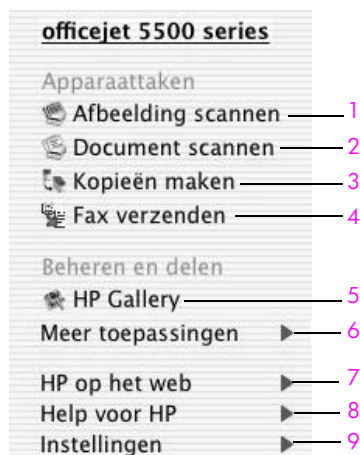 officejet 5500 series
Apparaattaken
Afbeelding scannen 1
Document scannen 2
Kopieën maken 3
Fax verzenden 4
Beheren en delen
HP Gallery 5
Meer toepassingen 6
HP op het web 7
Help voor HP 8
Instellingen 9